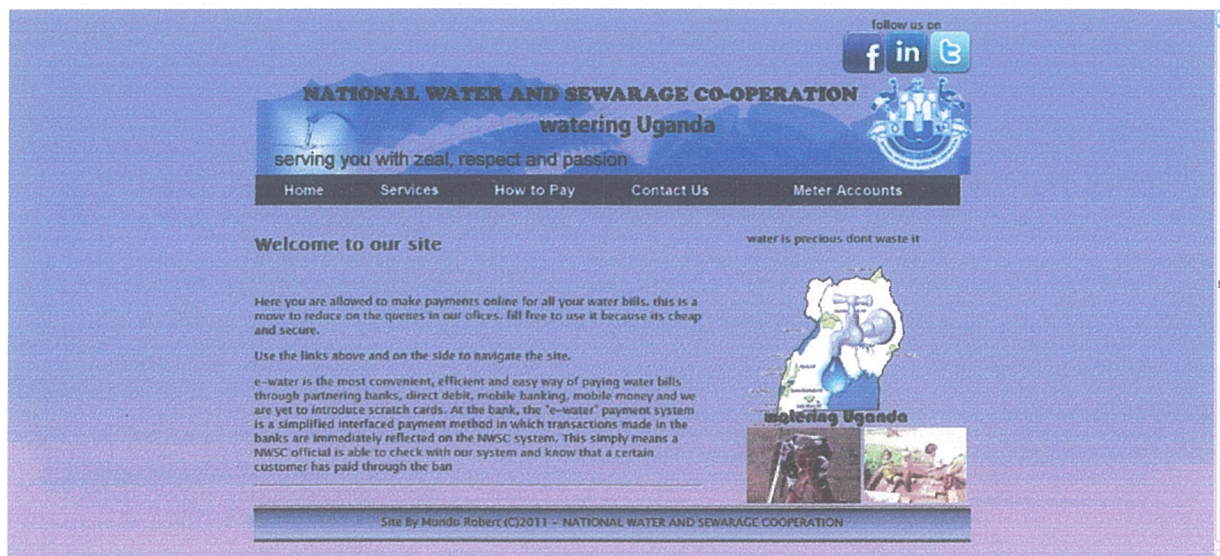 follow us on
f in t
NATIONAL WATER AND SEWARAGE CO-OPERATION
watering Uganda
serving you with zeal, respect and passion
Home Services How to Pay Contact Us Meter Accounts
Welcome to our site
water is precious dont waste it
Here you are allowed to make payments online for all your water bills. this is a
move to reduce on the queues in our ofices. fill free to use it because its cheap
and secure.
Use the links above and on the side to navigate the site.
e-water is the most convenient, efficient and easy way of paying water bills
through partnering banks, direct debit, mobile banking, mobile money and we
are yet to introduce scratch cards. At the bank, the "e-water" payment system
is a simplified interfaced payment method in which transactions made in the
banks are immediately reflected on the NWSC system. This simply means a
NWSC official is able to check with our system and know that a certain
customer has paid through the ban
watering Uganda
Site By Mundu Robert (C)2011 - NATIONAL WATER AND SEWARAGE COOPERATION